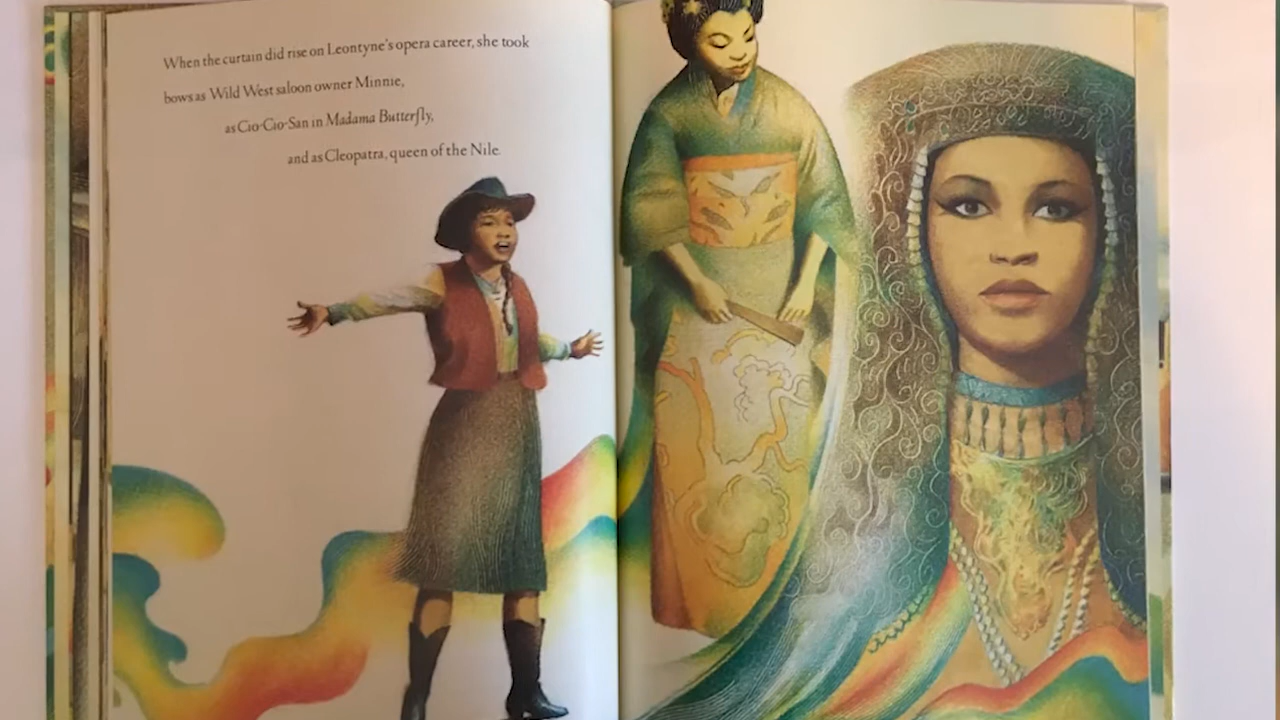 When the curtain did rise on Leontyne's opera career, she took
bows as Wild West saloon owner Minnie,
as Cio-Cio-San in Madama Butterfly,
and as Cleopatra, queen of the Nile.